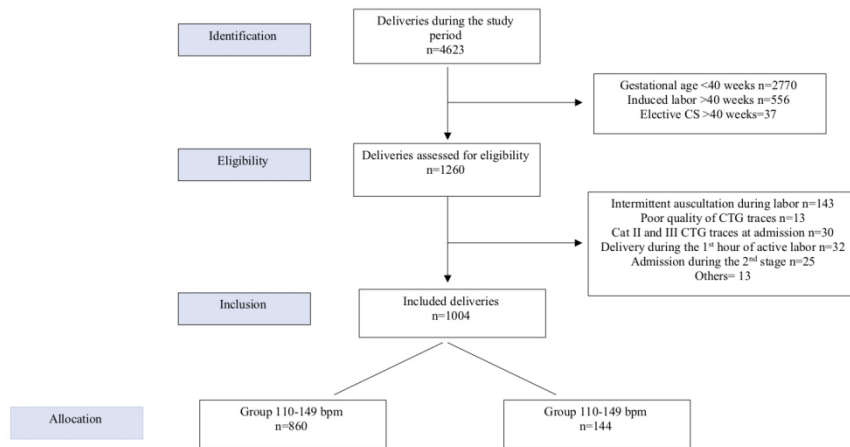 Identification
Deliveries during the study
period
n=4623
Gestational age <40 weeks n=2770
Induced labor >40 weeks n=556
Elective CS >40 weeks=37
Eligibility
Deliveries assessed for eligibility
n=1260
Intermittent auscultation during labor n=143
Poor quality of CTG traces n=13
Cat II and III CTG traces at admission n=30
Delivery during the 1st hour of active labor n=32
Admission during the 2nd stage n=25
Others= 13
Inclusion
Included deliveries
n=1004
Allocation
Group 110-149 bpm
n=860
Group 110-149 bpm
n=144